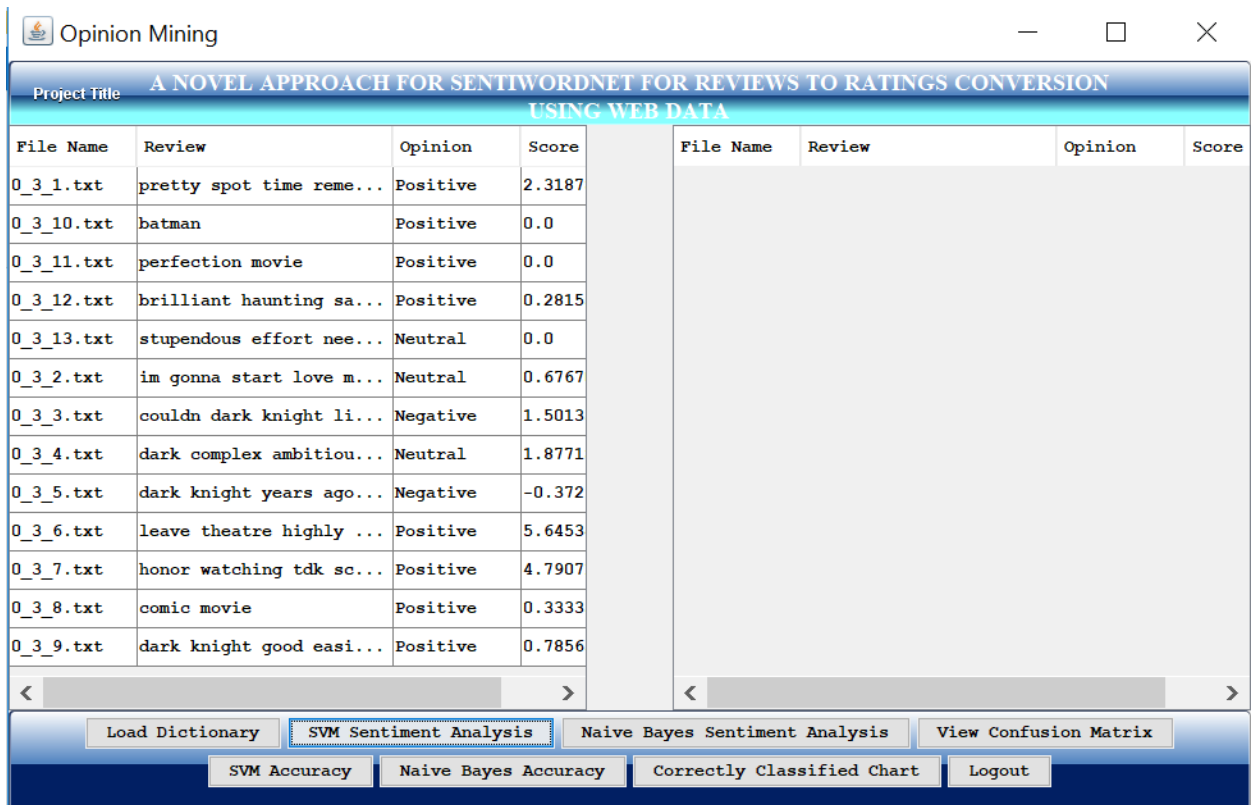 Opinion Mining
Project Title
A NOVEL APPROACH FOR SENTIWORDNET FOR REVIEWS TO RATINGS CONVERSION
USING WEB DATA
File Name Review Opinion Score
0_3_1.txt pretty spot time reme... Positive 2.3187
0_3_10.txt batman Positive 0.0
0_3_11.txt perfection movie Positive 0.0
0_3_12.txt brilliant haunting sa... Positive 0.2815
0_3_13.txt stupendous effort nee... Neutral 0.0
0_3_2.txt im gonna start love m... Neutral 0.6767
0_3_3.txt couldn dark knight li... Negative 1.5013
0_3_4.txt dark complex ambitiou... Neutral 1.8771
0_3_5.txt dark knight years ago... Negative -0.372
0_3_6.txt leave theatre highly ... Positive 5.6453
0_3_7.txt honor watching tdk sc... Positive 4.7907
0_3_8.txt comic movie Positive 0.3333
0_3_9.txt dark knight good easi... Positive 0.7856
File Name Review Opinion Score
Load Dictionary SVM Sentiment Analysis Naive Bayes Sentiment Analysis View Confusion Matrix
SVM Accuracy Naive Bayes Accuracy Correctly Classified Chart Logout